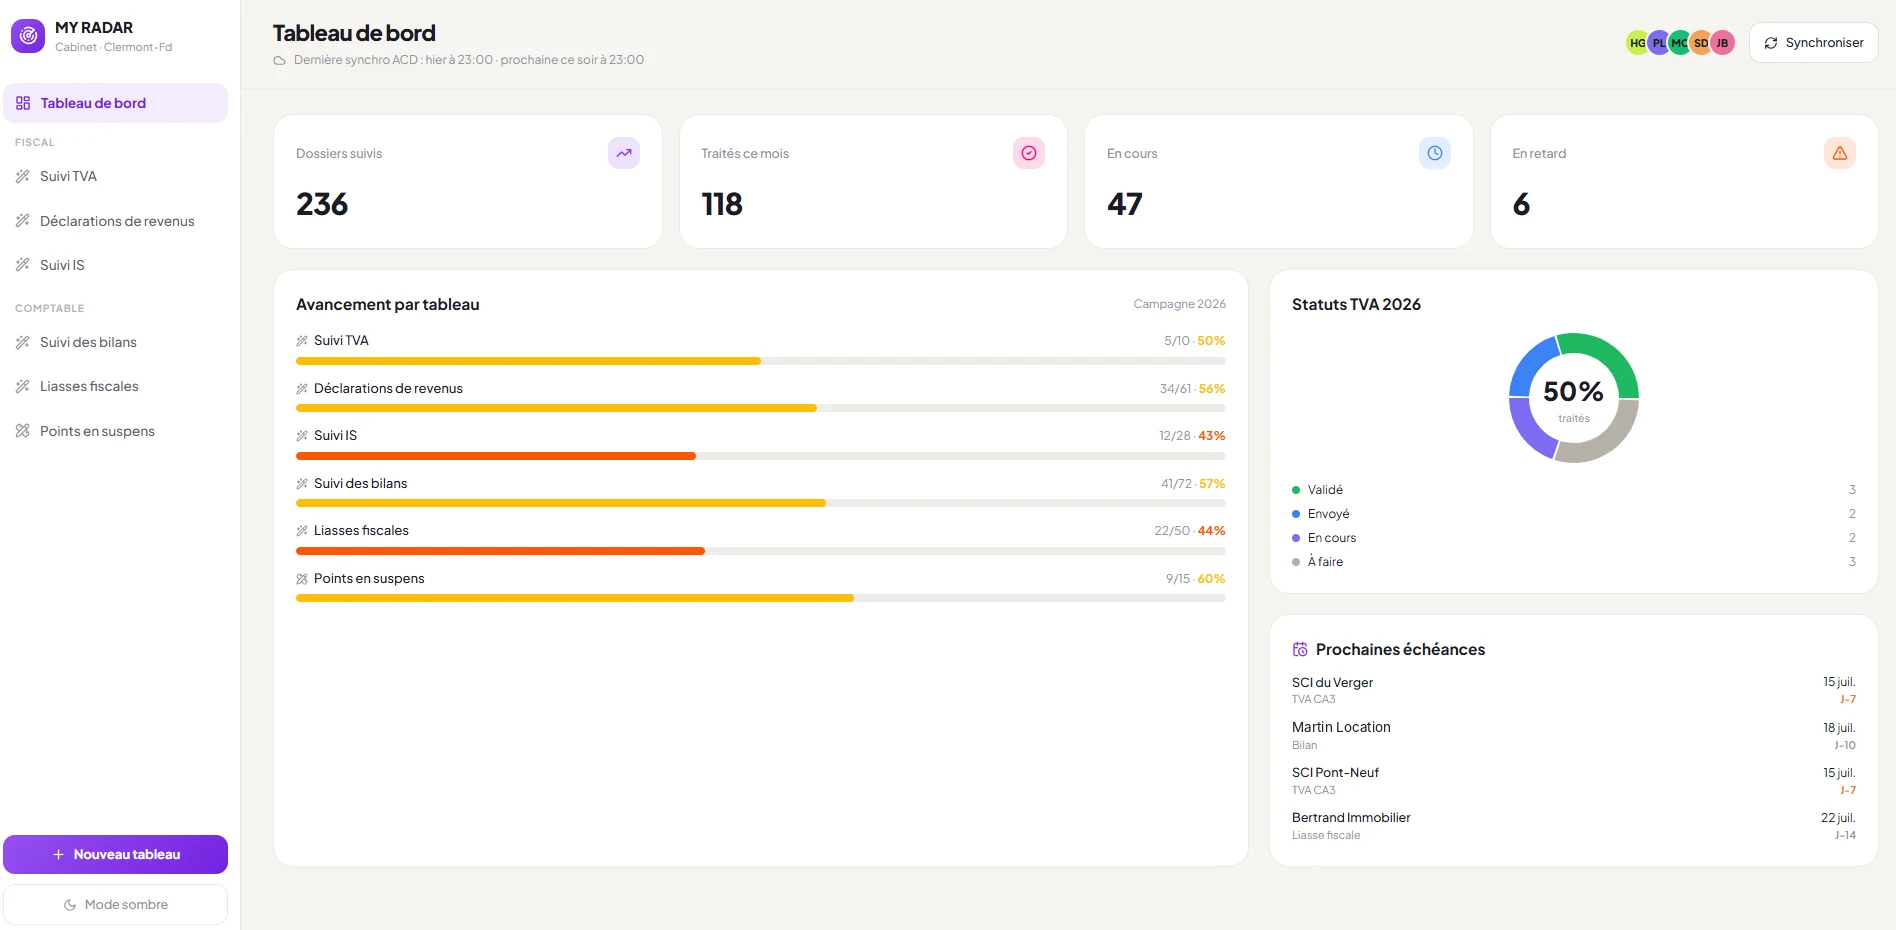 MY RADAR
Cabinet · Clermont-Fd
Tableau de bord
FISCAL
Suivi TVA
Déclarations de revenus
Suivi IS
COMPTABLE
Suivi des bilans
Liasses fiscales
Points en suspens
Nouveau tableau
Mode sombre
Tableau de bord
Dernière synchro ACD : hier à 23:00 · prochaine ce soir à 23:00
HG PL MC SD JB
Synchroniser
Dossiers suivis
236
Traités ce mois
118
En cours
47
En retard
6
Avancement par tableau
Campagne 2026
Suivi TVA
5/10 · 50%
Déclarations de revenus
34/61 · 56%
Suivi IS
12/28 · 43%
Suivi des bilans
41/72 · 57%
Liasses fiscales
22/50 · 44%
Points en suspens
9/15 · 60%
Statuts TVA 2026
50%
traités
Validé 3
Envoyé 2
En cours 2
À faire 3
Prochaines échéances
SCI du Verger 15 juil.
TVA CA3 J-7
Martin Location 18 juil.
Bilan J-10
SCI Pont-Neuf 15 juil.
TVA CA3 J-7
Bertrand Immobilier 22 juil.
Liasse fiscale J-14